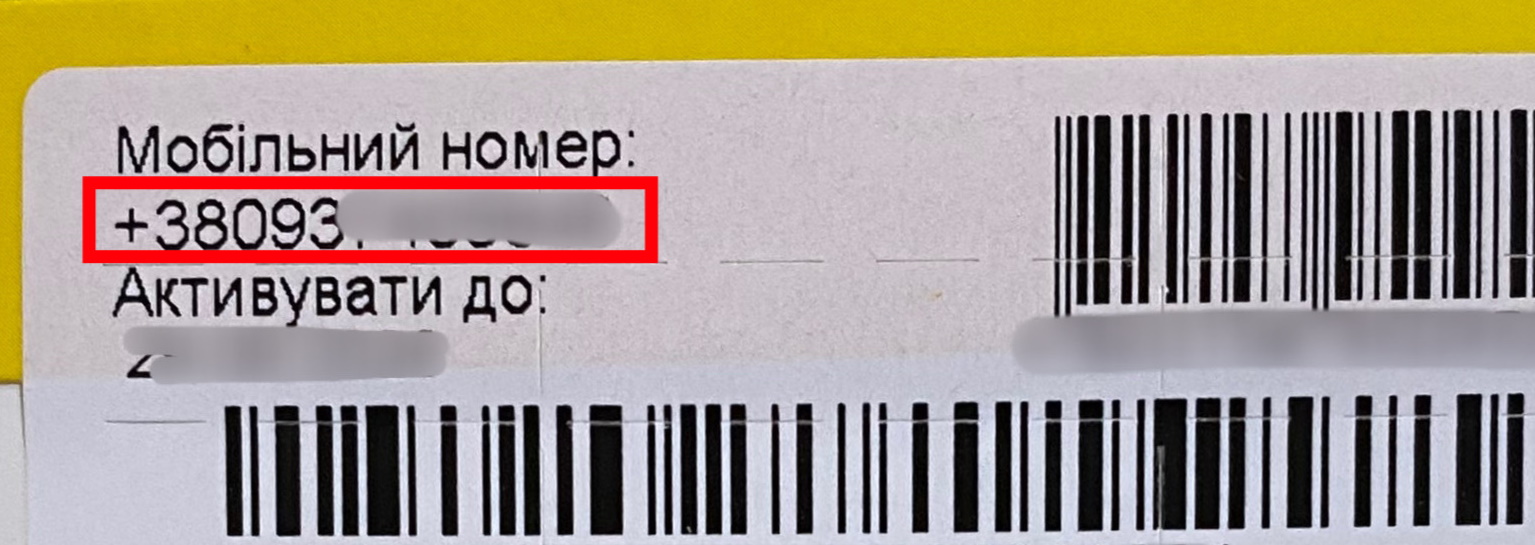 Мобільний номер:
+38093
Активувати до: